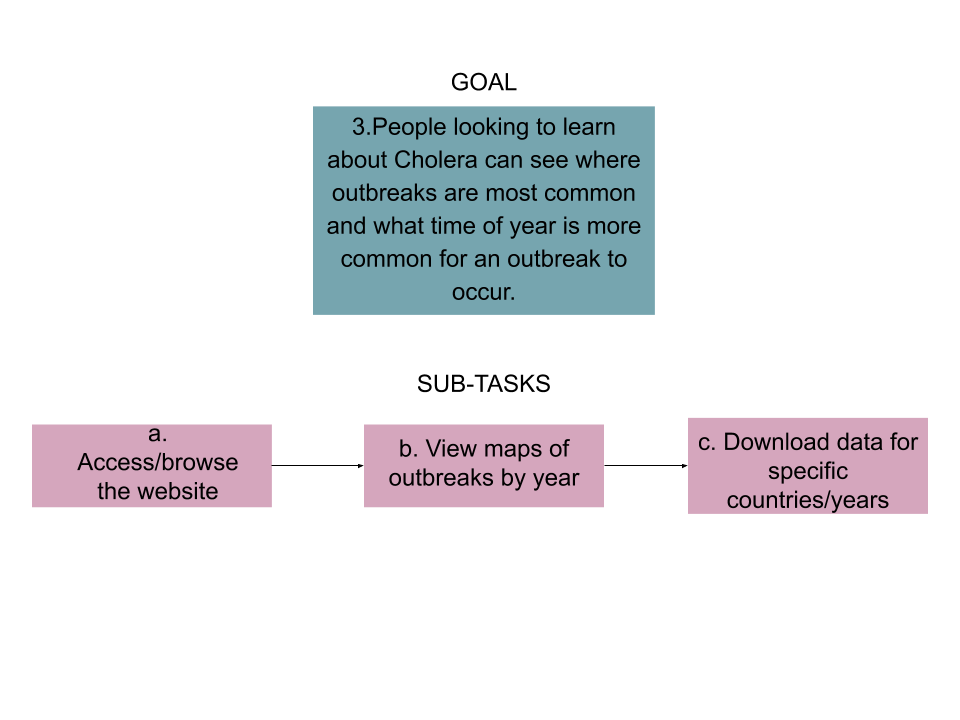 GOAL
3.People looking to learn
about Cholera can see where
outbreaks are most common
and what time of year is more
common for an outbreak to
occur.
SUB-TASKS
a.
Access/browse
the website
b. View maps of
outbreaks by year
c. Download data for
specific
countries/years